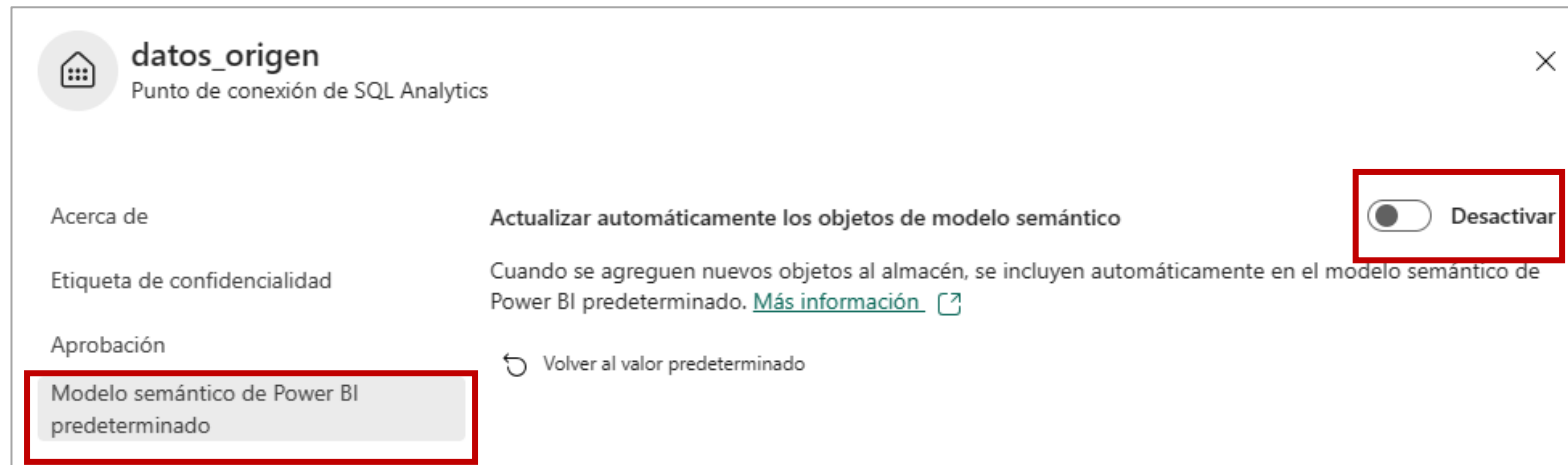 datos_origen
Punto de conexión de SQL Analytics
Acerca de
Etiqueta de confidencialidad
Aprobación
Modelo semántico de Power BI
predeterminado
Actualizar automáticamente los objetos de modelo semántico
Desactivar
Cuando se agreguen nuevos objetos al almacén, se incluyen automáticamente en el modelo semántico de
Power BI predeterminado. Más información
Volver al valor predeterminado